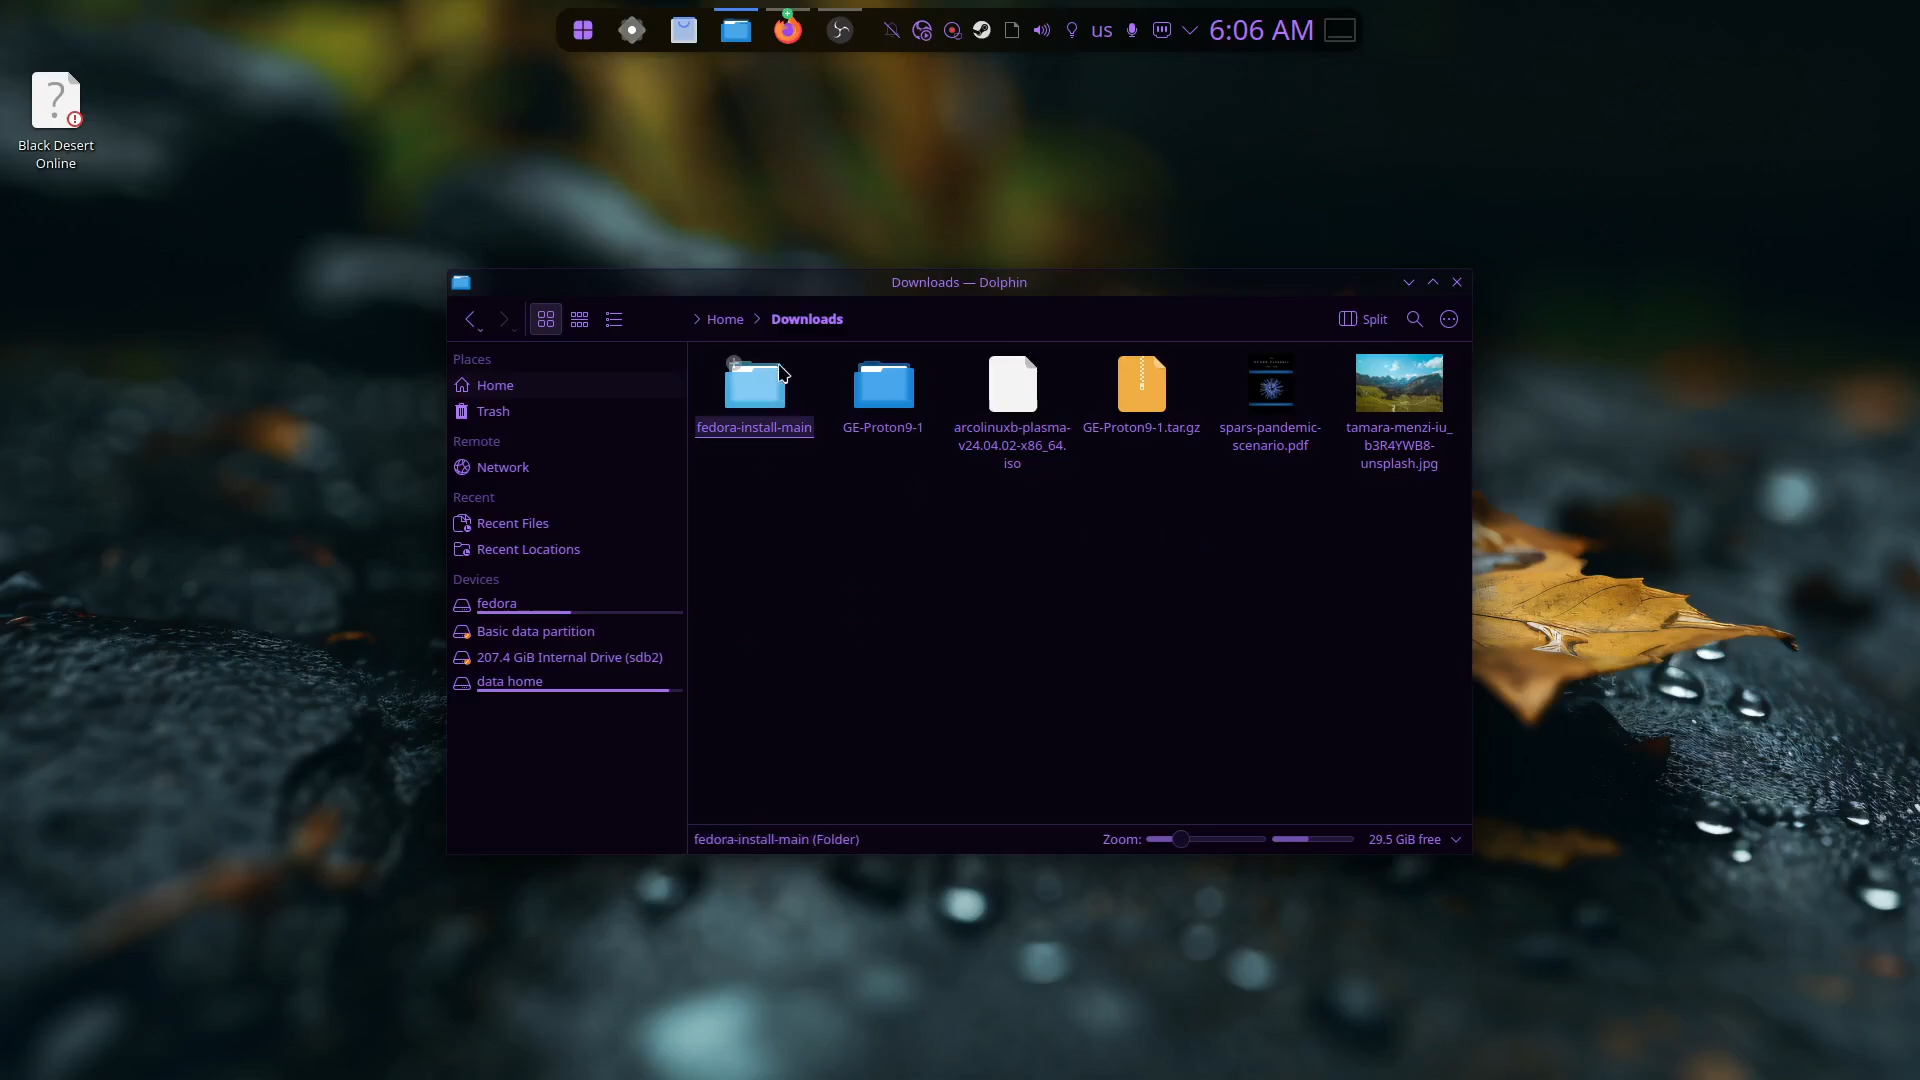 us
6:06 AM
Black Desert
Online
Downloads — Dolphin
Home
Downloads
Split
Places
Home
Trash
Remote
Network
Recent
Recent Files
Recent Locations
Devices
fedora
Basic data partition
207.4 GiB Internal Drive (sdb2)
data home
fedora-install-main
GE-Proton9-1
arcolinuxb-plasma-
v24.04.02-x86_64.
iso
GE-Proton9-1.tar.gz
spars-pandemic-
scenario.pdf
tamara-menzi-iu_
b3R4YWB8-
unsplash.jpg
fedora-install-main (Folder)
Zoom:
29.5 GiB free